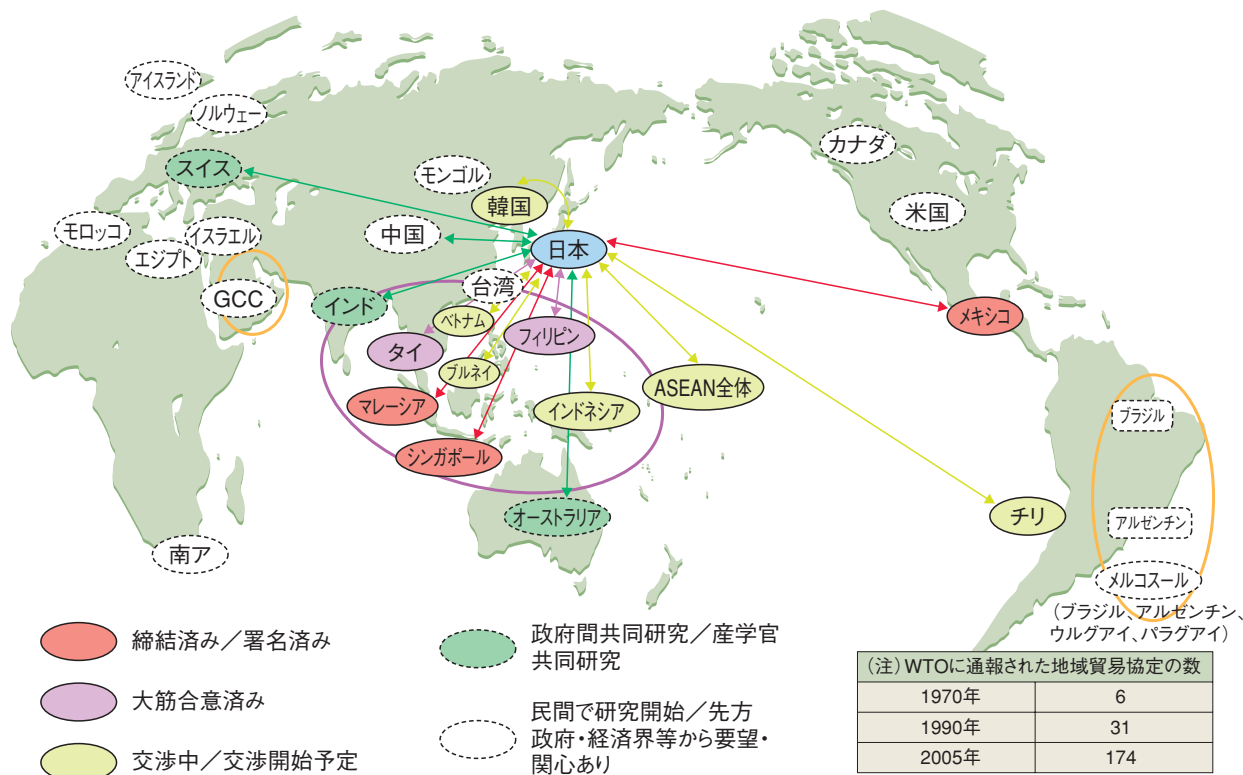 アイスランド
ノルウェー
スイス
モンゴル
韓国
カナダ
米国
モロッコ
イスラエル
エジプト
中国
日本
GCC
インド
台湾
ベトナム
フィリピン
タイ
ブルネイ
メキシコ
マレーシア
インドネシア
ASEAN全体
シンガポール
ブラジル
オーストラリア
チリ
アルゼンチン
南ア
メルコスール
（ブラジル、アルゼンチン、
ウルグアイ、パラグアイ）
締結済み／署名済み
大筋合意済み
交渉中／交渉開始予定
政府間共同研究／産学官
共同研究
民間で研究開始／先方
政府・経済界等から要望・
関心あり
（注）WTOに通報された地域貿易協定の数
1970年 6
1990年 31
2005年 174